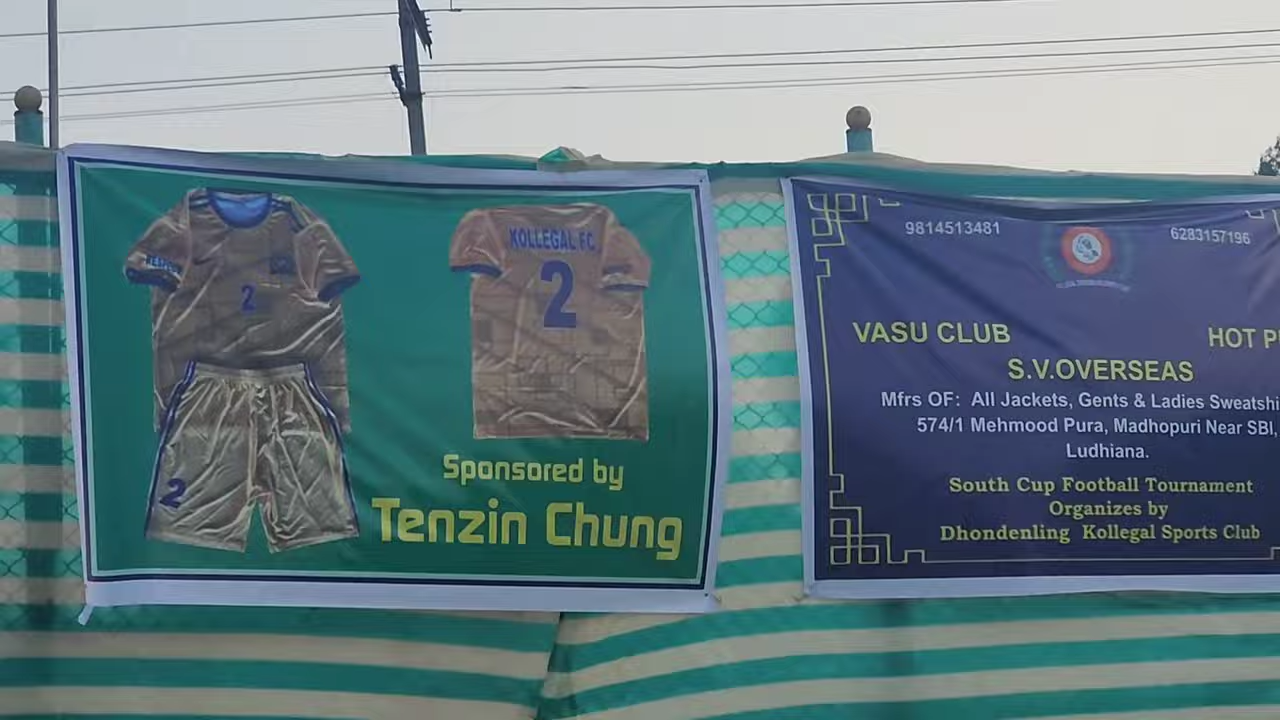 KOLLEGAL FC
2
2
2
Sponsored by
Tenzin Chung
9814513481
6283157196
VASU CLUB
HOT
S.V.OVERSEAS
Mfrs OF: All Jackets, Gents & Ladies
574/1 Mehmood Pura, Madhopuri Near SBI,
Ludhiana.
South Cup Football Tournament
Organizes by
Dhondenling Kollegal Sports Club